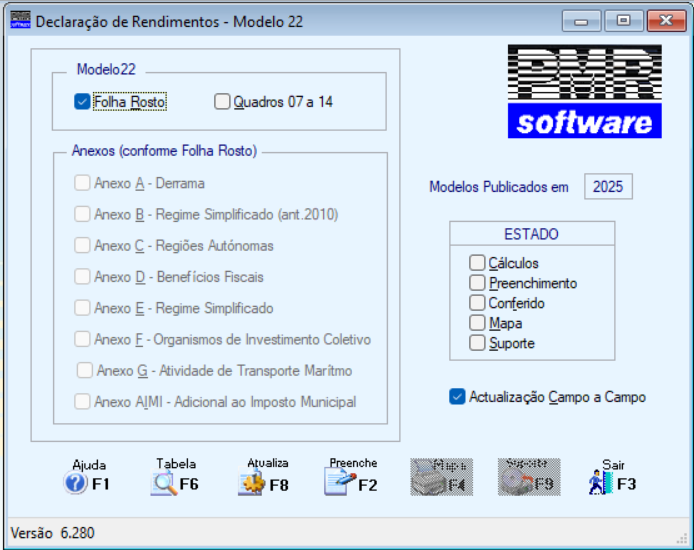 PMR software Declaração de Rendimentos - Modelo 22
PMR
software
Modelo22
Folha Rosto
Quadros 07 a 14
Anexos (conforme Folha Rosto)
Anexo A - Derrama
Anexo B - Regime Simplificado (ant.2010)
Anexo C - Regiões Autónomas
Anexo D - Benefícios Fiscais
Anexo E - Regime Simplificado
Anexo F - Organismos de Investimento Coletivo
Anexo G - Atividade de Transporte Marítmo
Anexo AIMI - Adicional ao Imposto Municipal
Modelos Publicados em 2025
ESTADO
Cálculos
Preenchimento
Conferido
Mapa
Suporte
Actualização Campo a Campo
Ajuda F1
Tabela F6
Atualiza F8
Preenche F2
Mapa F4
Suporte F9
Sair F3
Versão 6.280